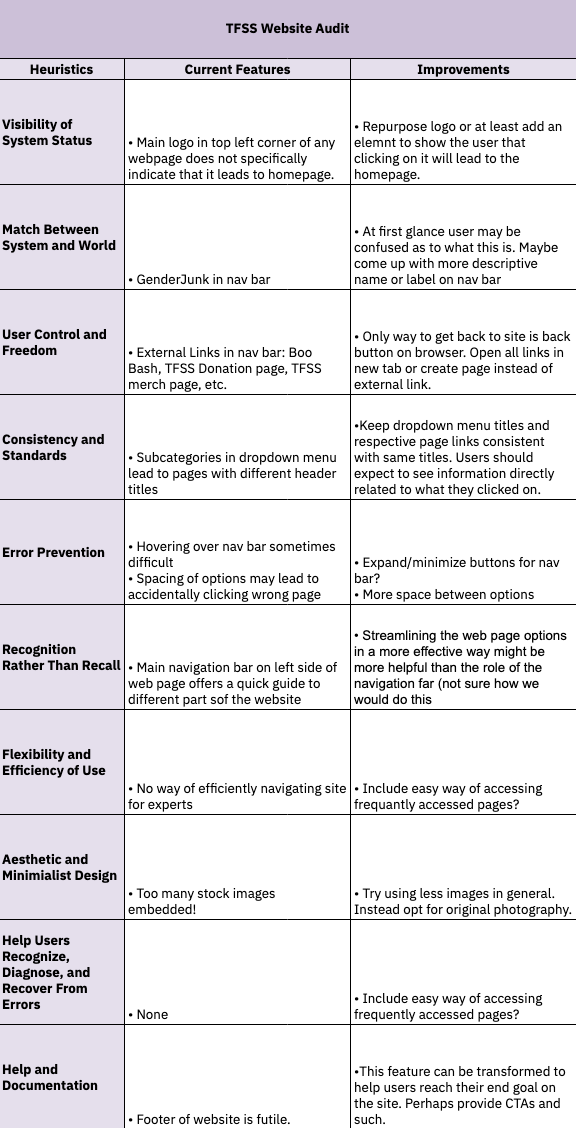 TFSS Website Audit
Heuristics
Current Features
Improvements
Visibility of
System Status
• Main logo in top left corner of any
webpage does not specifically
indicate that it leads to homepage.
• Repurpose logo or at least add an
elemnt to show the user that
clicking on it will lead to the
homepage.
Match Between
System and World
• GenderJunk in nav bar
• At first glance user may be
confused as to what this is. Maybe
come up with more descriptive
name or label on nav bar
User Control and
Freedom
• External Links in nav bar: Boo
Bash, TFSS Donation page, TFSS
merch page, etc.
• Only way to get back to site is back
button on browser. Open all links in
new tab or create page instead of
external link.
Consistency and
Standards
• Subcategories in dropdown menu
lead to pages with different header
titles
•Keep dropdown menu titles and
respective page links consistent
with same titles. Users should
expect to see information directly
related to what they clicked on.
Error Prevention
• Hovering over nav bar sometimes
difficult
• Spacing of options may lead to
accidentally clicking wrong page
• Expand/minimize buttons for nav
bar?
• More space between options
Recognition
Rather Than Recall
• Main navigation bar on left side of
web page offers a quick guide to
different part sof the website
• Streamlining the web page options
in a more effective way might be
more helpful than the role of the
navigation far (not sure how we
would do this
Flexibility and
Efficiency of Use
• No way of efficiently navigating site
for experts
• Include easy way of accessing
frequantly accessed pages?
Aesthetic and
Minimialist Design
• Too many stock images
embedded!
• Try using less images in general.
Instead opt for original photography.
Help Users
Recognize,
Diagnose, and
Recover From
Errors
• None
• Include easy way of accessing
frequently accessed pages?
Help and
Documentation
• Footer of website is futile.
•This feature can be transformed to
help users reach their end goal on
the site. Perhaps provide CTAs and
such.